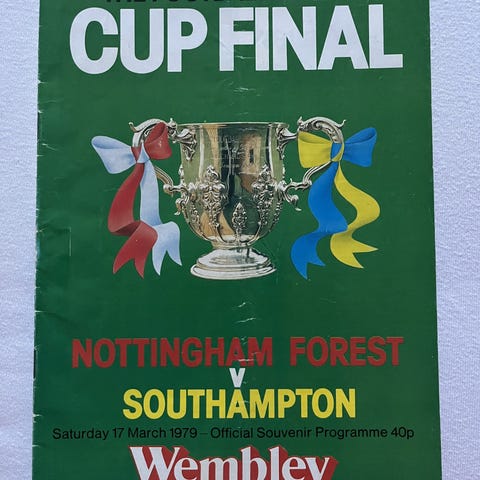 CUP FINAL
NOTTINGHAM FOREST
V
SOUTHAMPTON
Saturday 17 March 1979 – Official Souvenir Programme 40p
Wembley